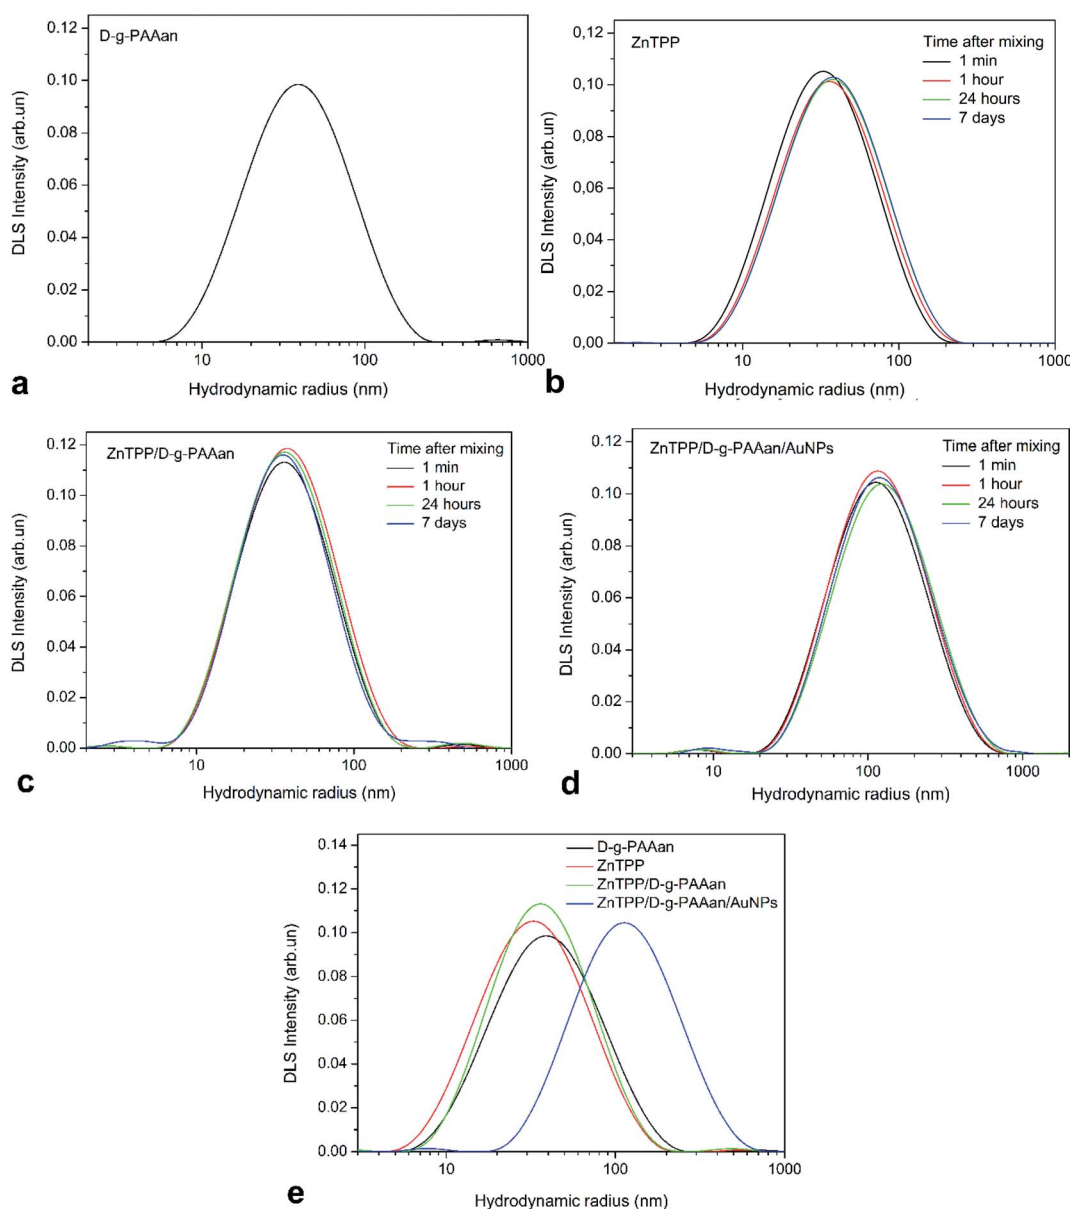 D-g-PAAan
0.12
0.10
0.08
0.06
0.04
0.02
0.00
DLS Intensity (arb.un)
10
100
1000
Hydrodynamic radius (nm)
a
ZnTPP
Time after mixing
1 min
1 hour
24 hours
7 days
0.12
0.10
0,08
0,06
0,04
0,02
0,00
DLS Intensity (arb.un)
10
100
1000
Hydrodynamic radius (nm)
b
ZnTPP/D-g-PAAan
Time after mixing
1 min
1 hour
24 hours
7 days
0.12
0.10
0.08
0.06
0.04
0.02
0.00
DLS Intensity (arb.un)
10
100
1000
Hydrodynamic radius (nm)
c
ZnTPP/D-g-PAAan/AuNPs
Time after mixing
1 min
1 hour
24 hours
7 days
0.12
0.10
0.08
0.06
0.04
0.02
0.00
DLS Intensity (arb.un)
10
100
1000
Hydrodynamic radius (nm)
d
D-g-PAAan
ZnTPP
ZnTPP/D-g-PAAan
ZnTPP/D-g-PAAan/AuNPs
0.14
0.12
0.10
0.08
0.06
0.04
0.02
0.00
DLS Intensity (arb.un)
10
100
1000
Hydrodynamic radius (nm)
e